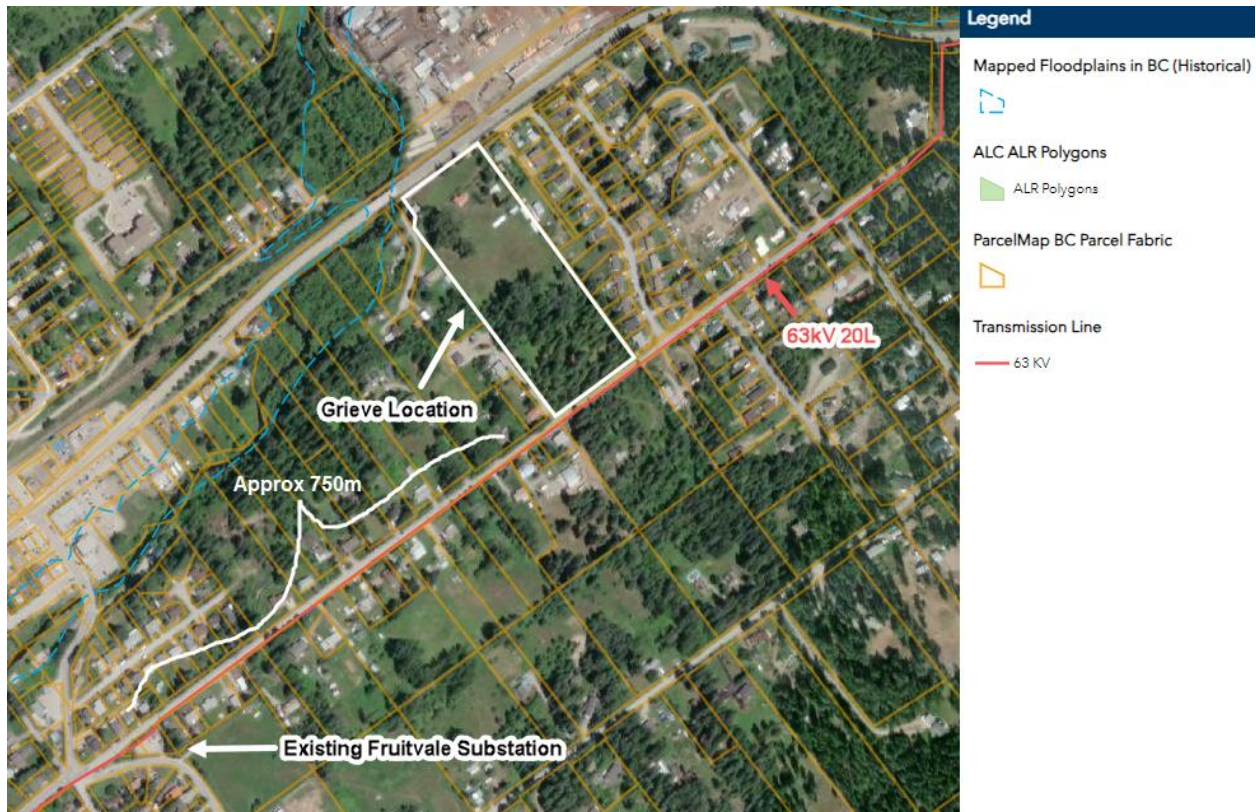 Legend
Mapped Floodplains in BC (Historical)
ALC ALR Polygons
ALR Polygons
ParcelMap BC Parcel Fabric
Transmission Line
63 KV
63kV 20L
Grieve Location
Approx 750m
Existing Fruitvale Substation